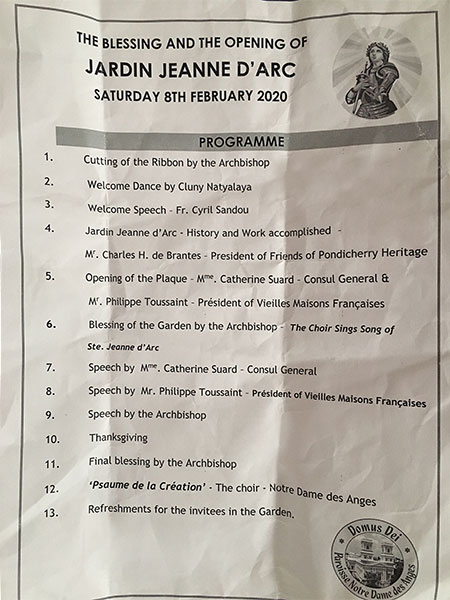 THE BLESSING AND THE OPENING OF
JARDIN JEANNE D'ARC
SATURDAY 8TH FEBRUARY 2020
PROGRAMME
1. Cutting of the Ribbon by the Archbishop
2. Welcome Dance by Cluny Natyalaya
3. Welcome Speech – Fr. Cyril Sandou
4. Jardin Jeanne d'Arc - History and Work accomplished –
Mr. Charles H. de Brantes – President of Friends of Pondicherry Heritage
5. Opening of the Plaque – Mme. Catherine Suard – Consul General &
Mr. Philippe Toussaint – Président of Vieilles Maisons Françaises
6. Blessing of the Garden by the Archbishop – The Choir Sings Song of
Ste. Jeanne d'Arc
7. Speech by Mme. Catherine Suard – Consul General
8. Speech by Mr. Philippe Toussaint – Président of Vieilles Maisons Françaises
9. Speech by the Archbishop
10. Thanksgiving
11. Final blessing by the Archbishop
12. 'Psaume de la Création' - The choir - Notre Dame des Anges
13. Refreshments for the invitees in the Garden.
Domus Dei
Paroisse Notre Dame des Anges